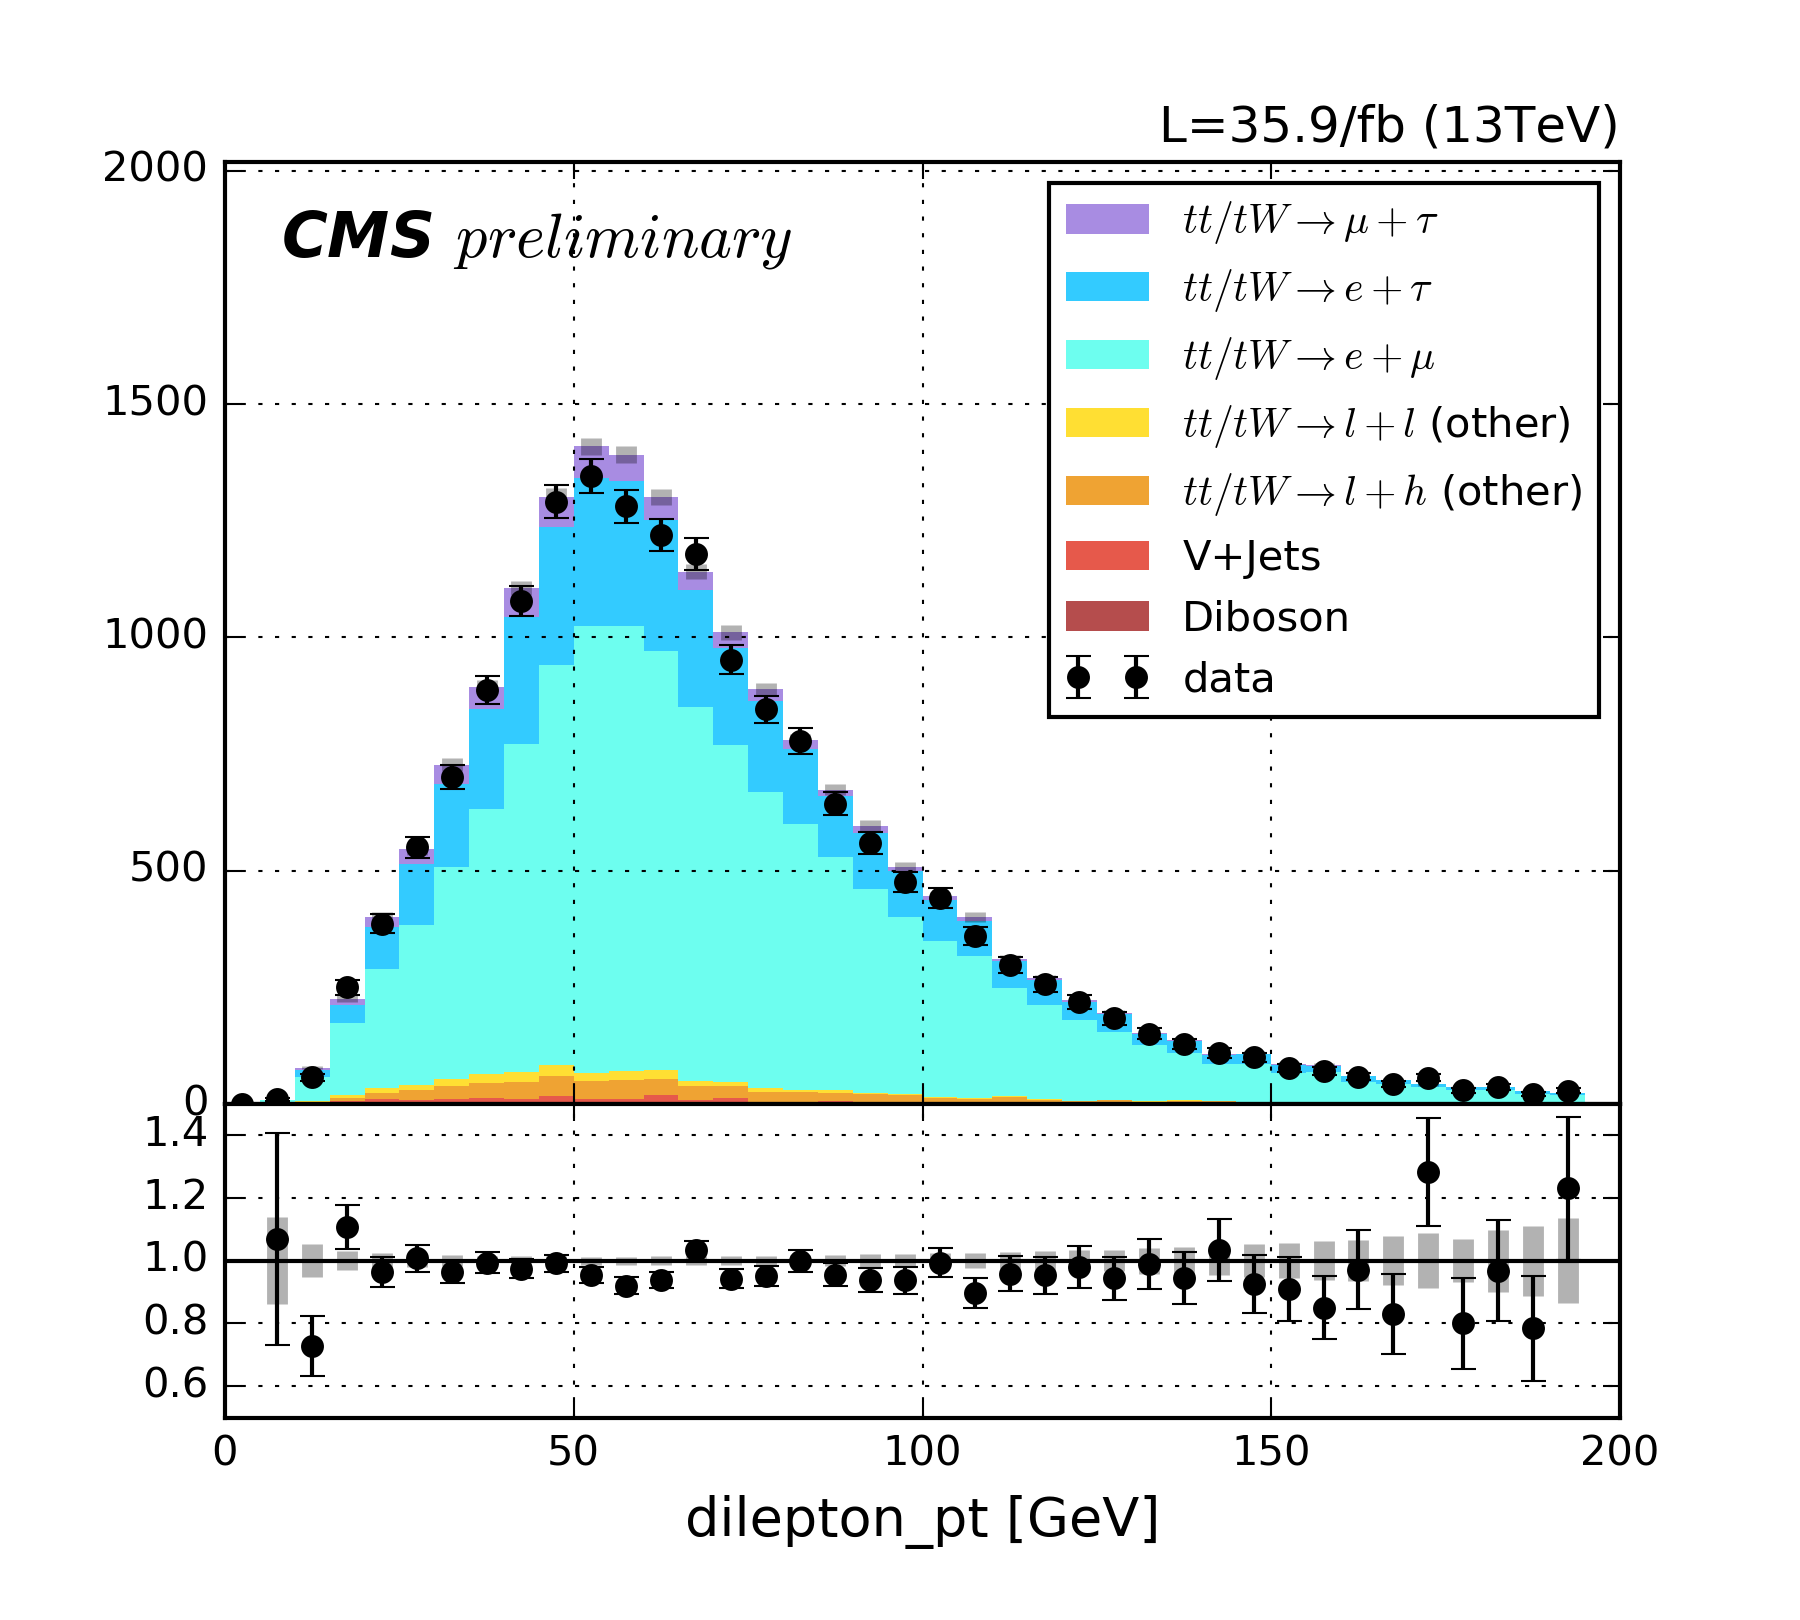 L=35.9/fb (13TeV)
CMS preliminary
2000
1500
1000
500
0
tt/tW → μ + τ
tt/tW → e + τ
tt/tW → e + μ
tt/tW → l + l (other)
tt/tW → l + h (other)
V+Jets
Diboson
data
1.4
1.2
1.0
0.8
0.6
0 50 100 150 200
dilepton_pt [GeV]